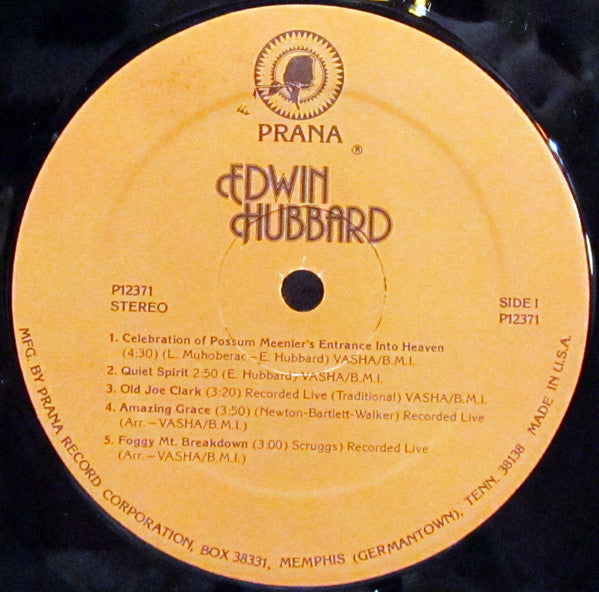 PRANA
®
EDWIN
HUBBARD
P12371
STEREO
SIDE I
P12371
1. Celebration of Possum Meenier's Entrance Into Heaven
(4:30) (L. Muhoberac—E. Hubbard) VASHA/B.M.I.
2. Quiet Spirit 2:50 (E. Hubbard) VASHA/B.M.I.
3. Old Joe Clark (3:20) Recorded Live (Traditional) VASHA/B.M.I.
4. Amazing Grace (3:50) (Newton-Bartlett-Walker) Recorded Live
(Arr.—VASHA/B.M.I.)
5. Foggy Mt. Breakdown (3:00) Scruggs) Recorded Live
(Arr.—VASHA/B.M.I.)
MFG. BY PRANA RECORD CORPORATION, BOX 38331, MEMPHIS (GERMANTOWN), TENN. 38138 MADE IN U.S.A.